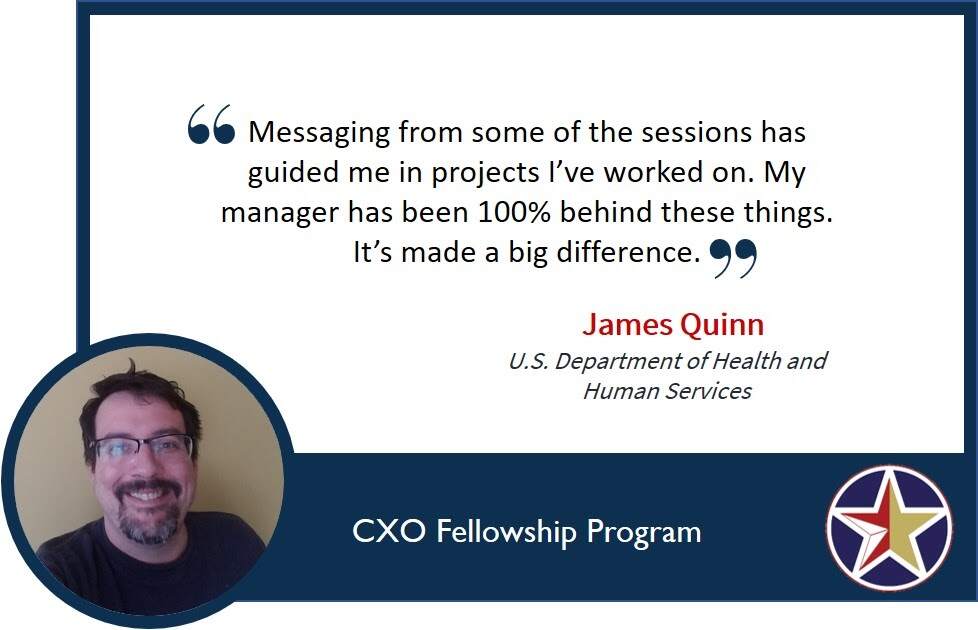 “ Messaging from some of the sessions has
guided me in projects I’ve worked on. My
manager has been 100% behind these things.
It’s made a big difference. ”
James Quinn
U.S. Department of Health and
Human Services
CXO Fellowship Program